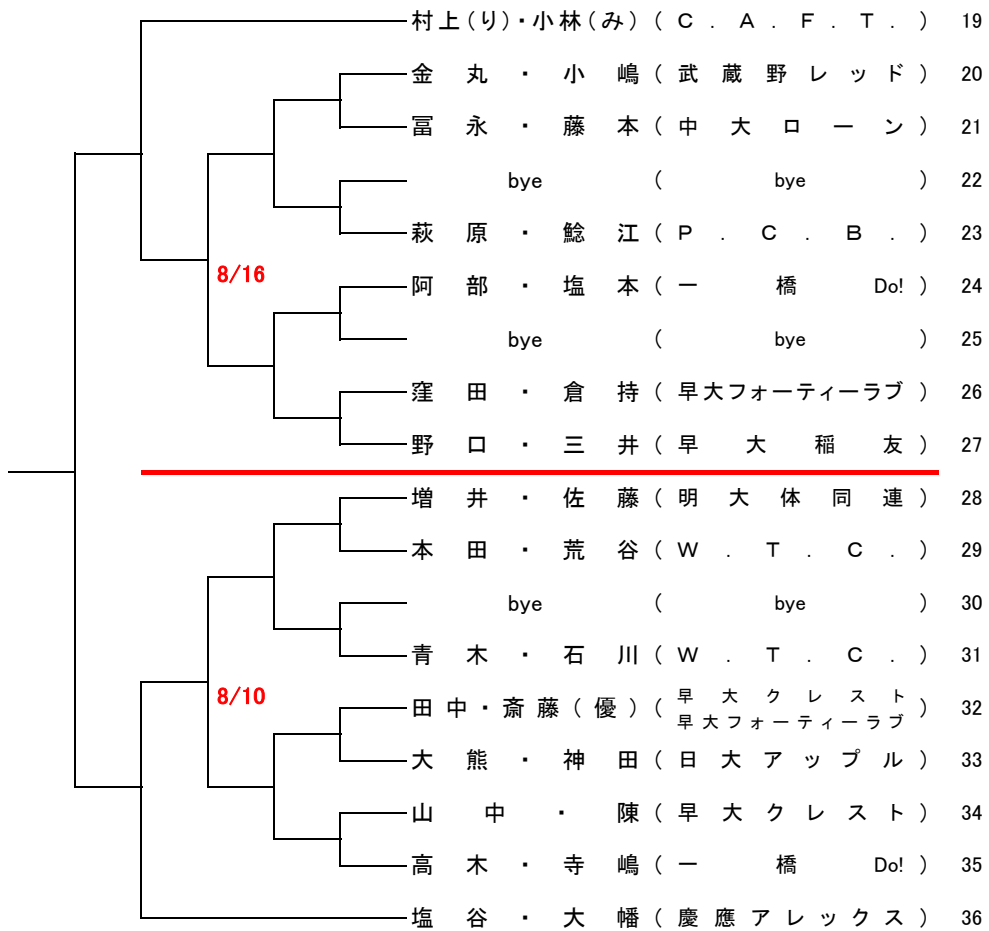 村上(り)・小林(み) ( C . A . F . T . ) 19
金丸・小嶋 ( 武蔵野レッド ) 20
冨永・藤本 ( 中大ローン ) 21
bye ( bye ) 22
萩原・鯰江 ( P . C . B . ) 23
8/16
阿部・塩本 ( 一橋 Do! ) 24
bye ( bye ) 25
窪田・倉持 ( 早大フォーティーラブ ) 26
野口・三井 ( 早大稲友 ) 27
増井・佐藤 ( 明大体同連 ) 28
本田・荒谷 ( W . T . C . ) 29
bye ( bye ) 30
青木・石川 ( W . T . C . ) 31
8/10
田中・斎藤(優) ( 早大クレスト
早大フォーティーラブ ) 32
大熊・神田 ( 日大アップル ) 33
山中・陳 ( 早大クレスト ) 34
高木・寺嶋 ( 一橋 Do! ) 35
塩谷・大幡 ( 慶應アレックス ) 36